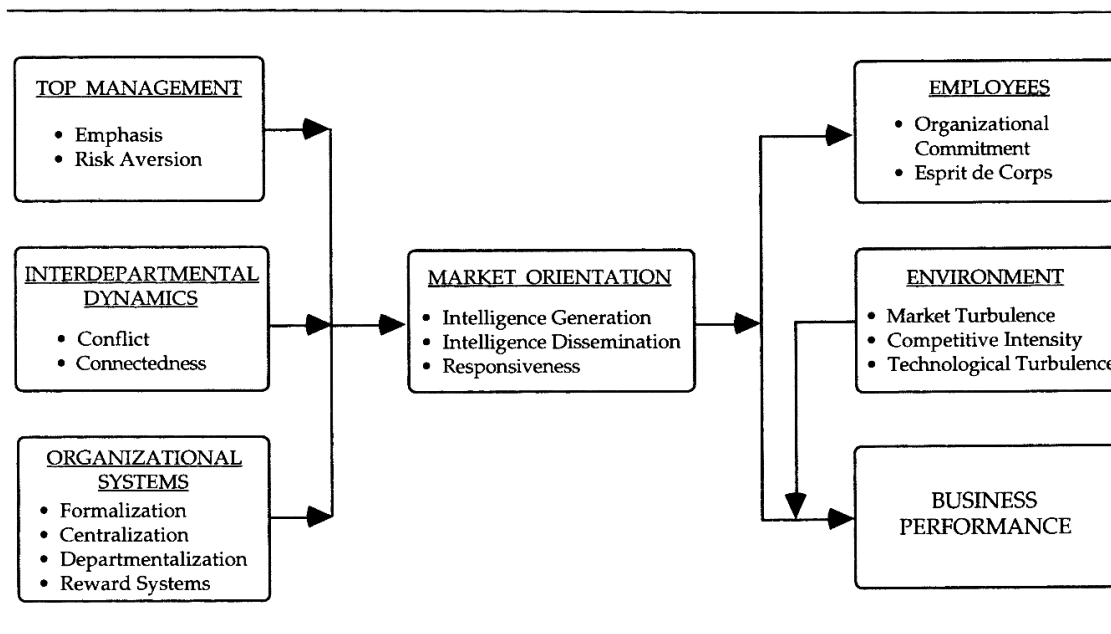 TOP MANAGEMENT
• Emphasis
• Risk Aversion
INTERDEPARTMENTAL
DYNAMICS
• Conflict
• Connectedness
ORGANIZATIONAL
SYSTEMS
• Formalization
• Centralization
• Departmentalization
• Reward Systems
MARKET ORIENTATION
• Intelligence Generation
• Intelligence Dissemination
• Responsiveness
EMPLOYEES
• Organizational
Commitment
• Esprit de Corps
ENVIRONMENT
• Market Turbulence
• Competitive Intensity
• Technological Turbulence
BUSINESS
PERFORMANCE